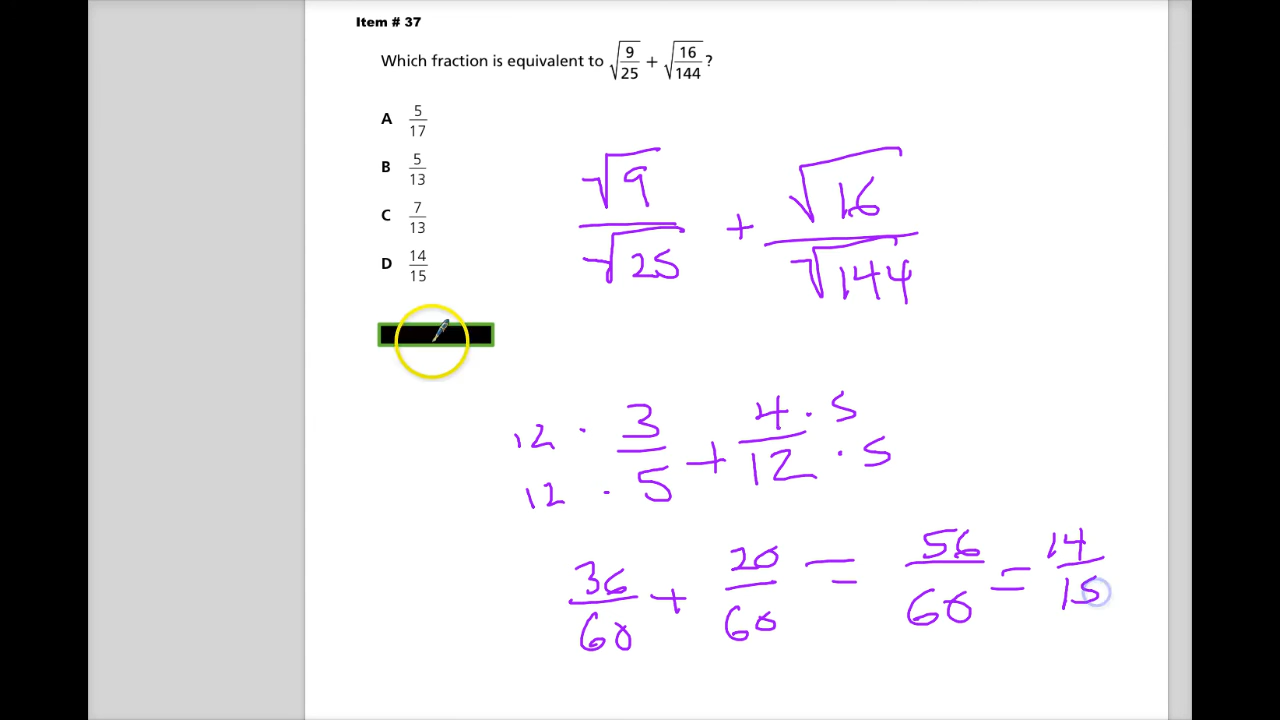 Item # 37
Which fraction is equivalent to √(9/25) + √(16/144)?
A 5/17
B 5/13
C 7/13
D 14/15
√9/√25 + √16/√144
12 · 3 / 12 · 5 + 4 · 5 / 12 · 5
36/60 + 20/60 = 56/60 = 14/15